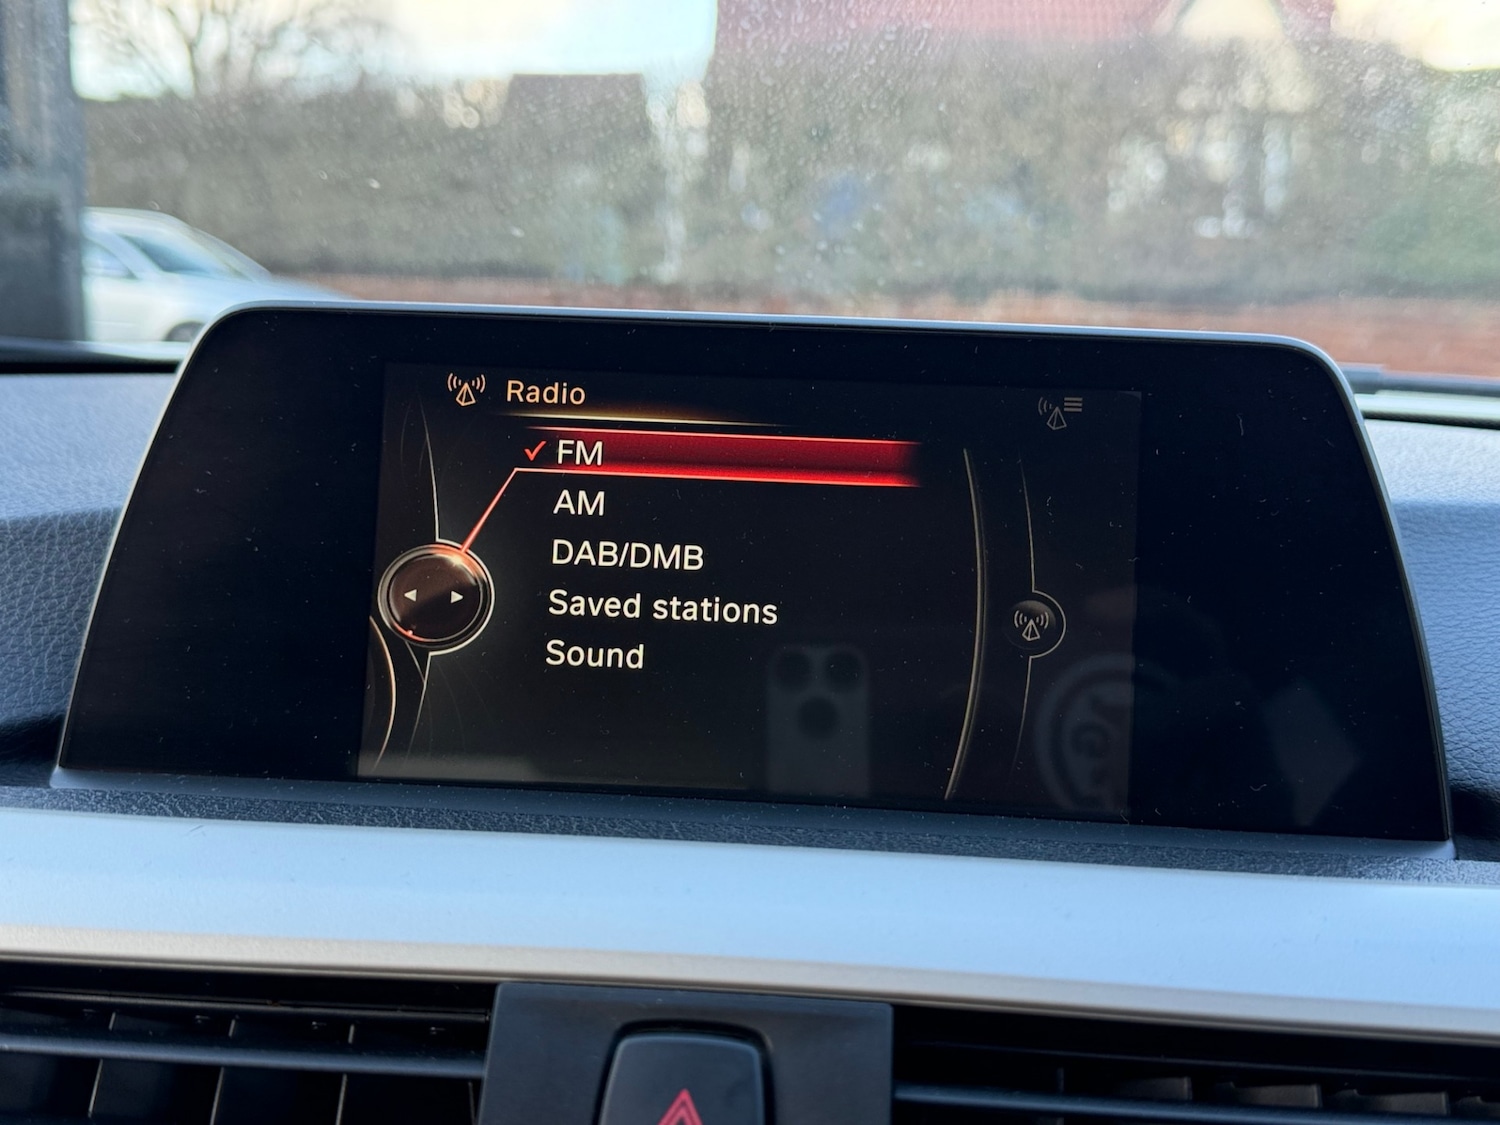 Radio
FM
AM
DAB/DMB
Saved stations
Sound